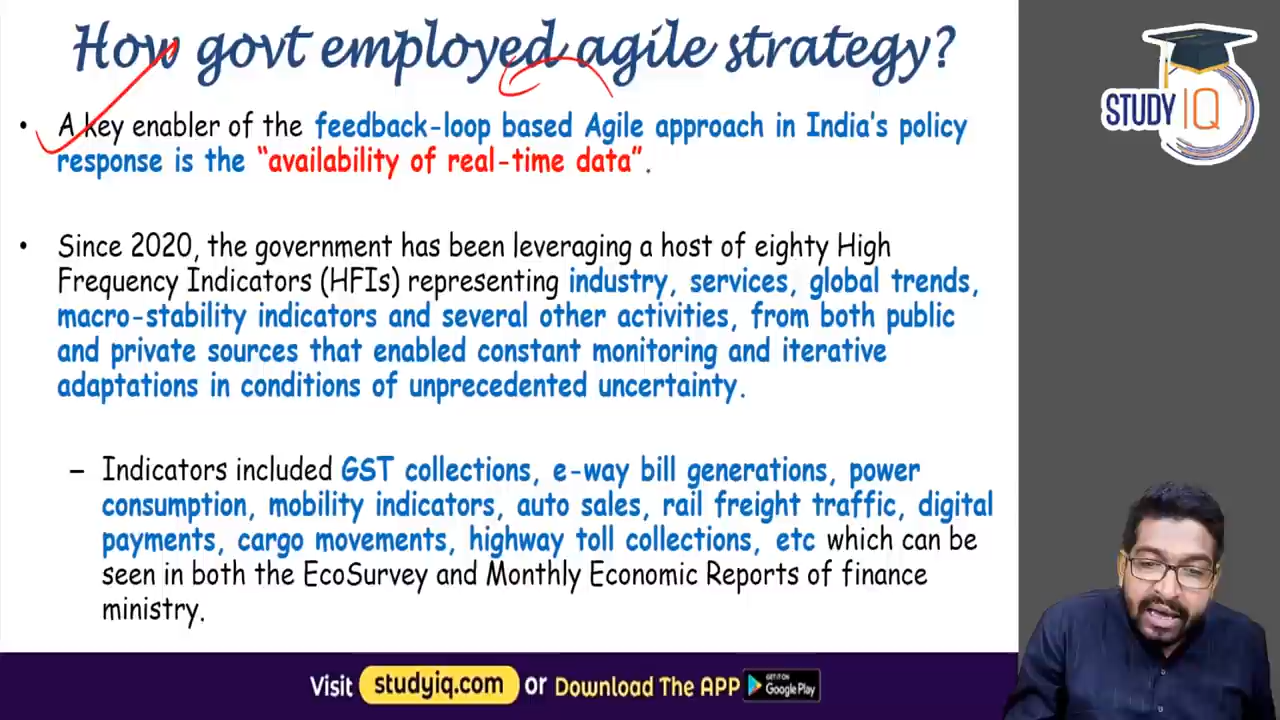 How govt employed agile strategy?
STUDY IQ
• A key enabler of the feedback-loop based Agile approach in India's policy
response is the "availability of real-time data".
• Since 2020, the government has been leveraging a host of eighty High
Frequency Indicators (HFIs) representing industry, services, global trends,
macro-stability indicators and several other activities, from both public
and private sources that enabled constant monitoring and iterative
adaptations in conditions of unprecedented uncertainty.
– Indicators included GST collections, e-way bill generations, power
consumption, mobility indicators, auto sales, rail freight traffic, digital
payments, cargo movements, highway toll collections, etc which can be
seen in both the EcoSurvey and Monthly Economic Reports of finance
ministry.
Visit studyiq.com or Download The APP GET IT ON Google Play